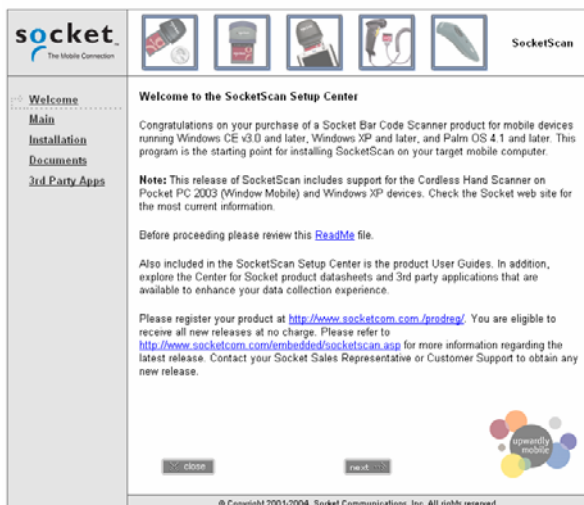 socket
The Mobile Connection
SocketScan
Welcome
Main
Installation
Documents
3rd Party Apps
Welcome to the SocketScan Setup Center
Congratulations on your purchase of a Socket Bar Code Scanner product for mobile devices
running Windows CE v3.0 and later, Windows XP and later, and Palm OS 4.1 and later. This
program is the starting point for installing SocketScan on your target mobile computer.
Note: This release of SocketScan includes support for the Cordless Hand Scanner on
Pocket PC 2003 (Window Mobile) and Windows XP devices. Check the Socket web site for
the most current information.
Before proceeding please review this ReadMe file.
Also included in the SocketScan Setup Center is the product User Guides. In addition,
explore the Center for Socket product datasheets and 3rd party applications that are
available to enhance your data collection experience.
Please register your product at http://www.socketcom.com./prodreg/. You are eligible to
receive all new releases at no charge. Please refer to
http://www.socketcom.com/embedded/socketscan.asp for more information regarding the
latest release. Contact your Socket Sales Representative or Customer Support to obtain any
new release.
upwardly
mobile
close
next
© Copyright 2001-2004, Socket Communications, Inc. All rights reserved.